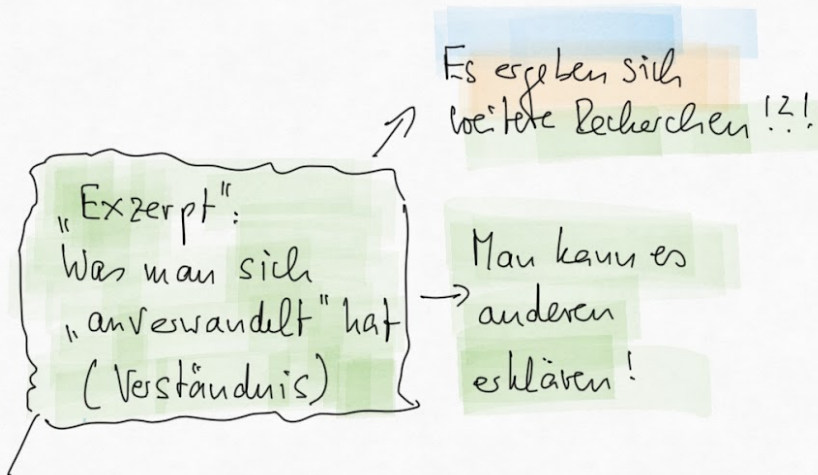 Es ergeben sich
weitere Recherchen !?!
„Exzerpt":
Was man sich
„anverwandelt" hat
(Verständnis)
Man kann es
anderen
erklären!